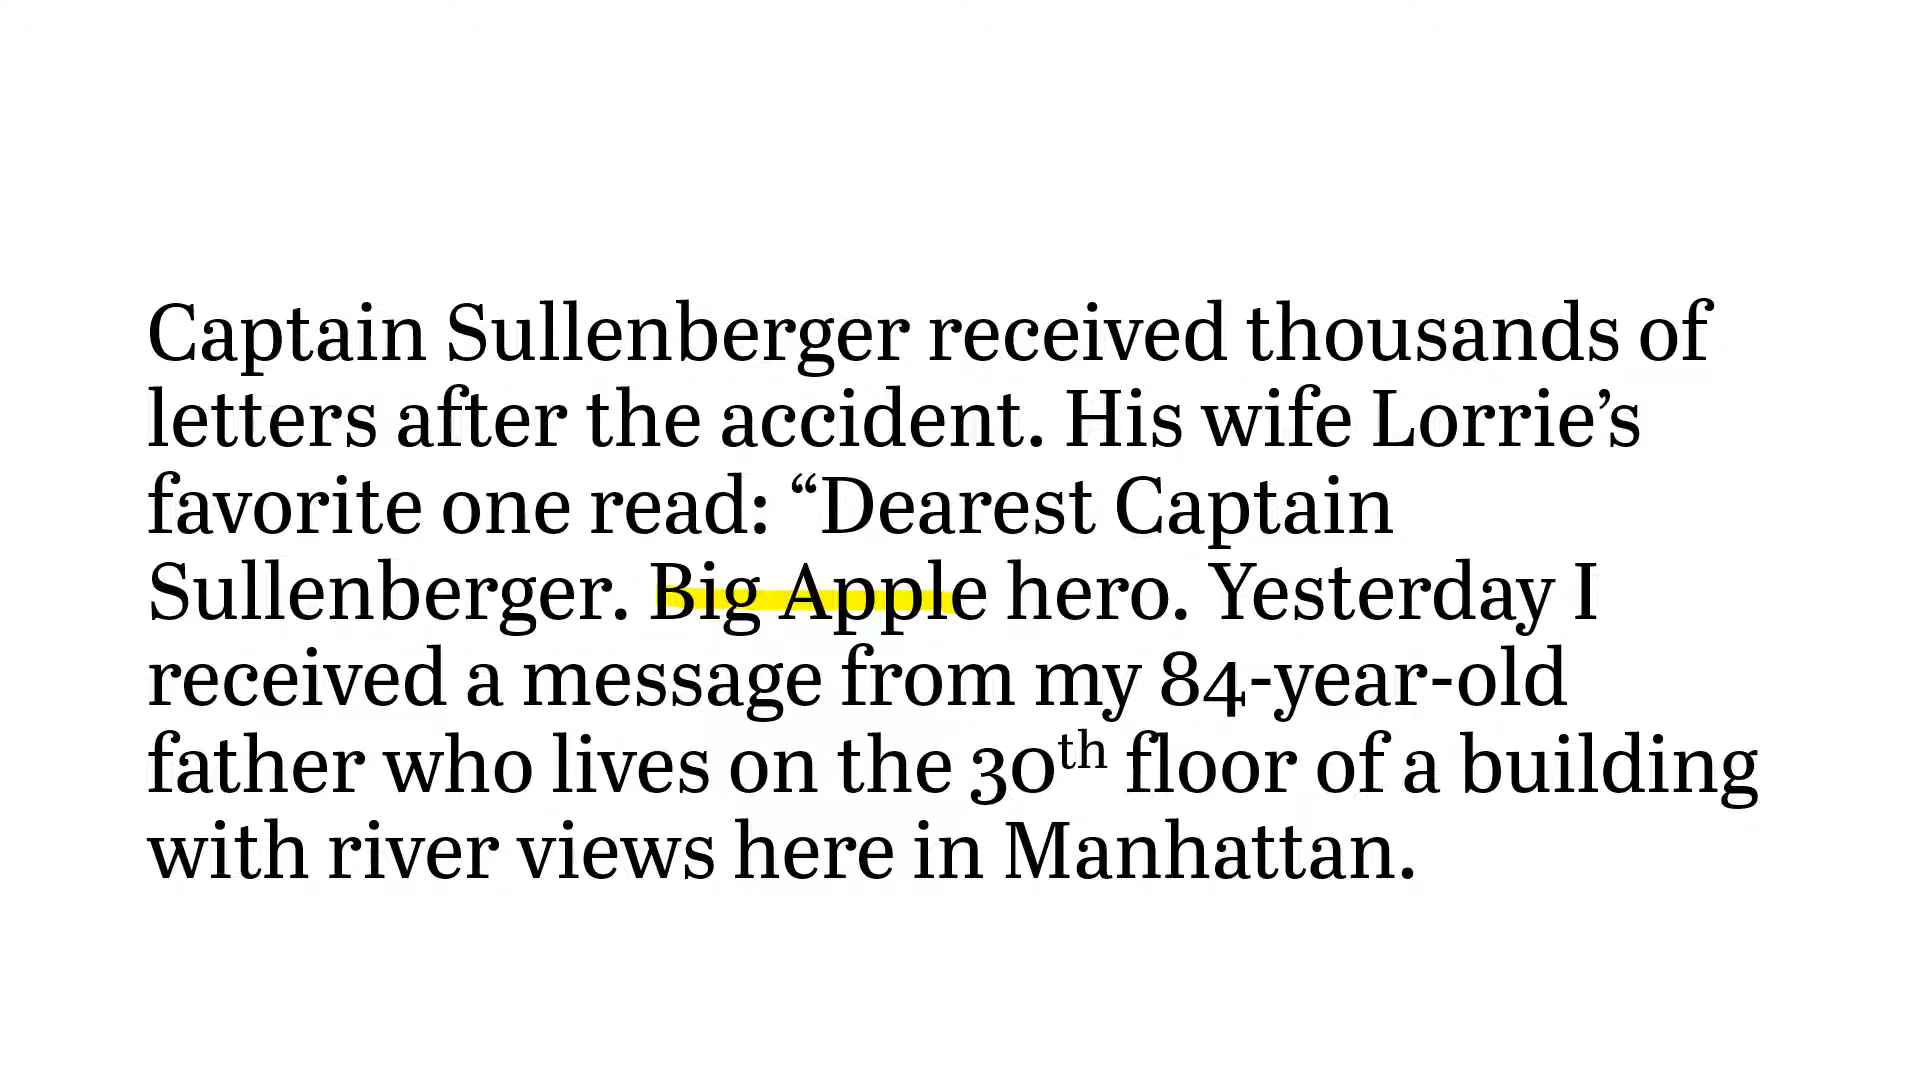 Captain Sullenberger received thousands of
letters after the accident. His wife Lorrie’s
favorite one read: “Dearest Captain
Sullenberger. Big Apple hero. Yesterday I
received a message from my 84-year-old
father who lives on the 30th floor of a building
with river views here in Manhattan.